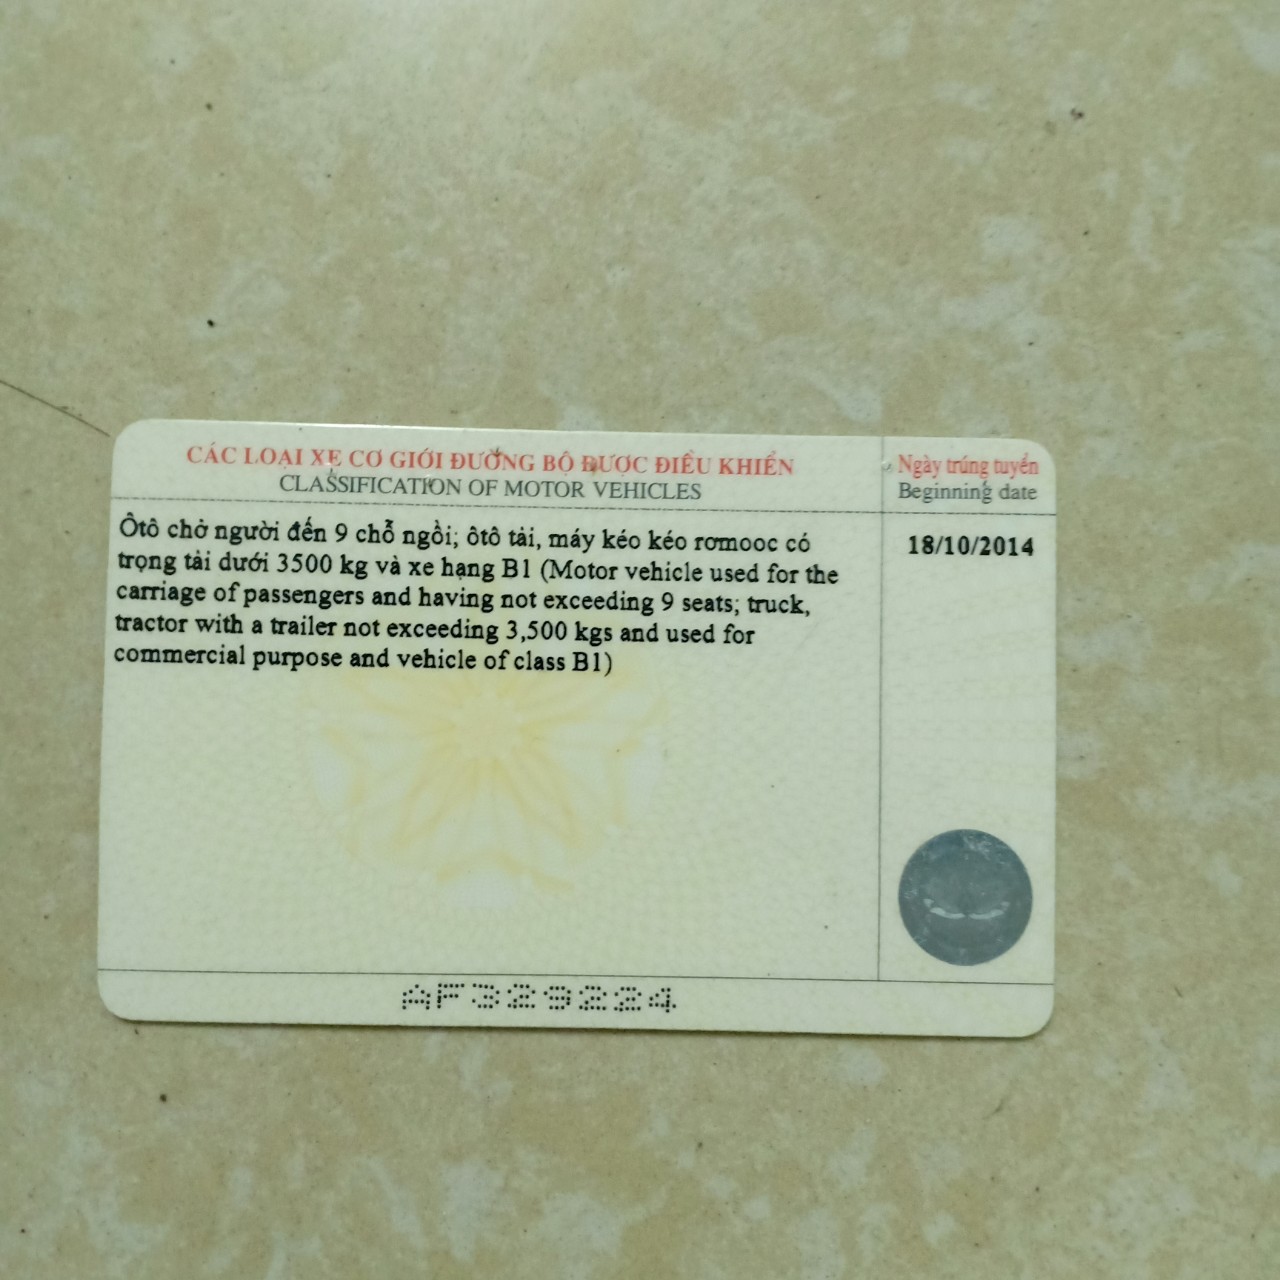 CÁC LOẠI XE CƠ GIỚI ĐƯỜNG BỘ ĐƯỢC ĐIỀU KHIỂN
CLASSIFICATION OF MOTOR VEHICLES
Ngày trúng tuyển
Beginning date
Ôtô chở người đến 9 chỗ ngồi; ôtô tải, máy kéo kéo rơmooc có
trọng tải dưới 3500 kg và xe hạng B1 (Motor vehicle used for the
carriage of passengers and having not exceeding 9 seats; truck,
tractor with a trailer not exceeding 3,500 kgs and used for
commercial purpose and vehicle of class B1)
18/10/2014
AF329224